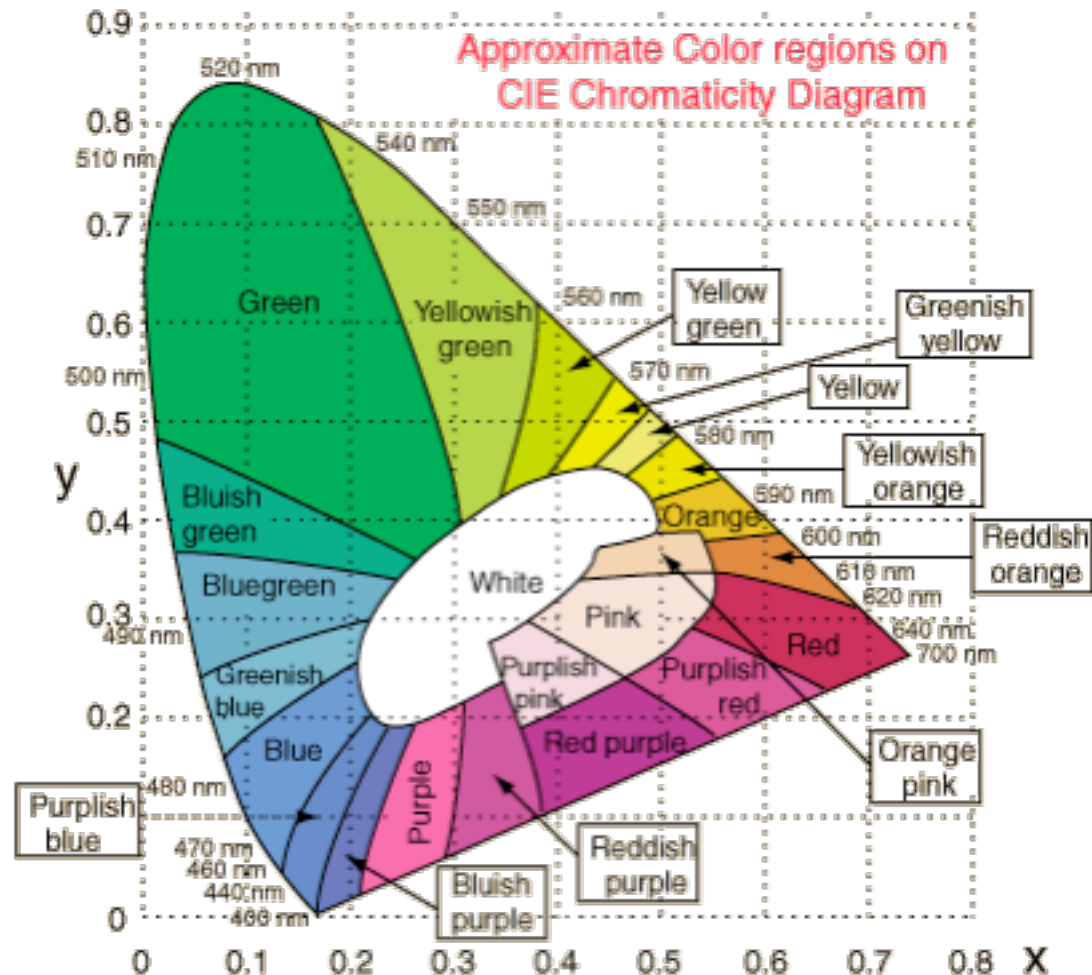 Approximate Color regions on
CIE Chromaticity Diagram
0.9
0.8
0.7
0.6
0.5
y
0.4
0.3
0.2
0
0
0.1
0.2
0.3
0.4
0.5
0.6
0.7
0.8
x
520 nm
510 nm
540 nm
550 nm
560 nm
500 nm
570 nm
580 nm
590 nm
600 nm
610 nm
620 nm
490 nm
640 nm
700 nm
480 nm
470 nm
460 nm
440 nm
400 nm
Green
Yellowish
green
Yellow
green
Greenish
yellow
Yellow
Yellowish
orange
Orange
Reddish
orange
Bluish
green
Bluegreen
White
Pink
Red
Greenish
blue
Purplish
pink
Purplish
red
Blue
Red purple
Orange
pink
Purplish
blue
Purple
Reddish
purple
Bluish
purple